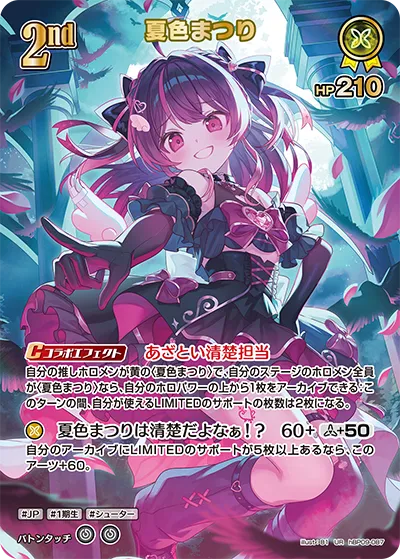 2nd
夏色まつり
HP210
Cコラボエフェクト あざとい清楚担当
自分の推しホロメンが黄の〈夏色まつり〉で、自分のステージのホロメン全員
が〈夏色まつり〉なら、自分のホロパワーの上から1枚をアーカイブできる：こ
のターンの間、自分が使えるLIMITEDのサポートの枚数は2枚になる。
夏色まつりは清楚だよなぁ！？ 60+ +50
自分のアーカイブにLIMITEDのサポートが5枚以上あるなら、この
アーツ+60。
#JP #1期生 #シューター
バトンタッチ
illust: 81 UR hBP06-087